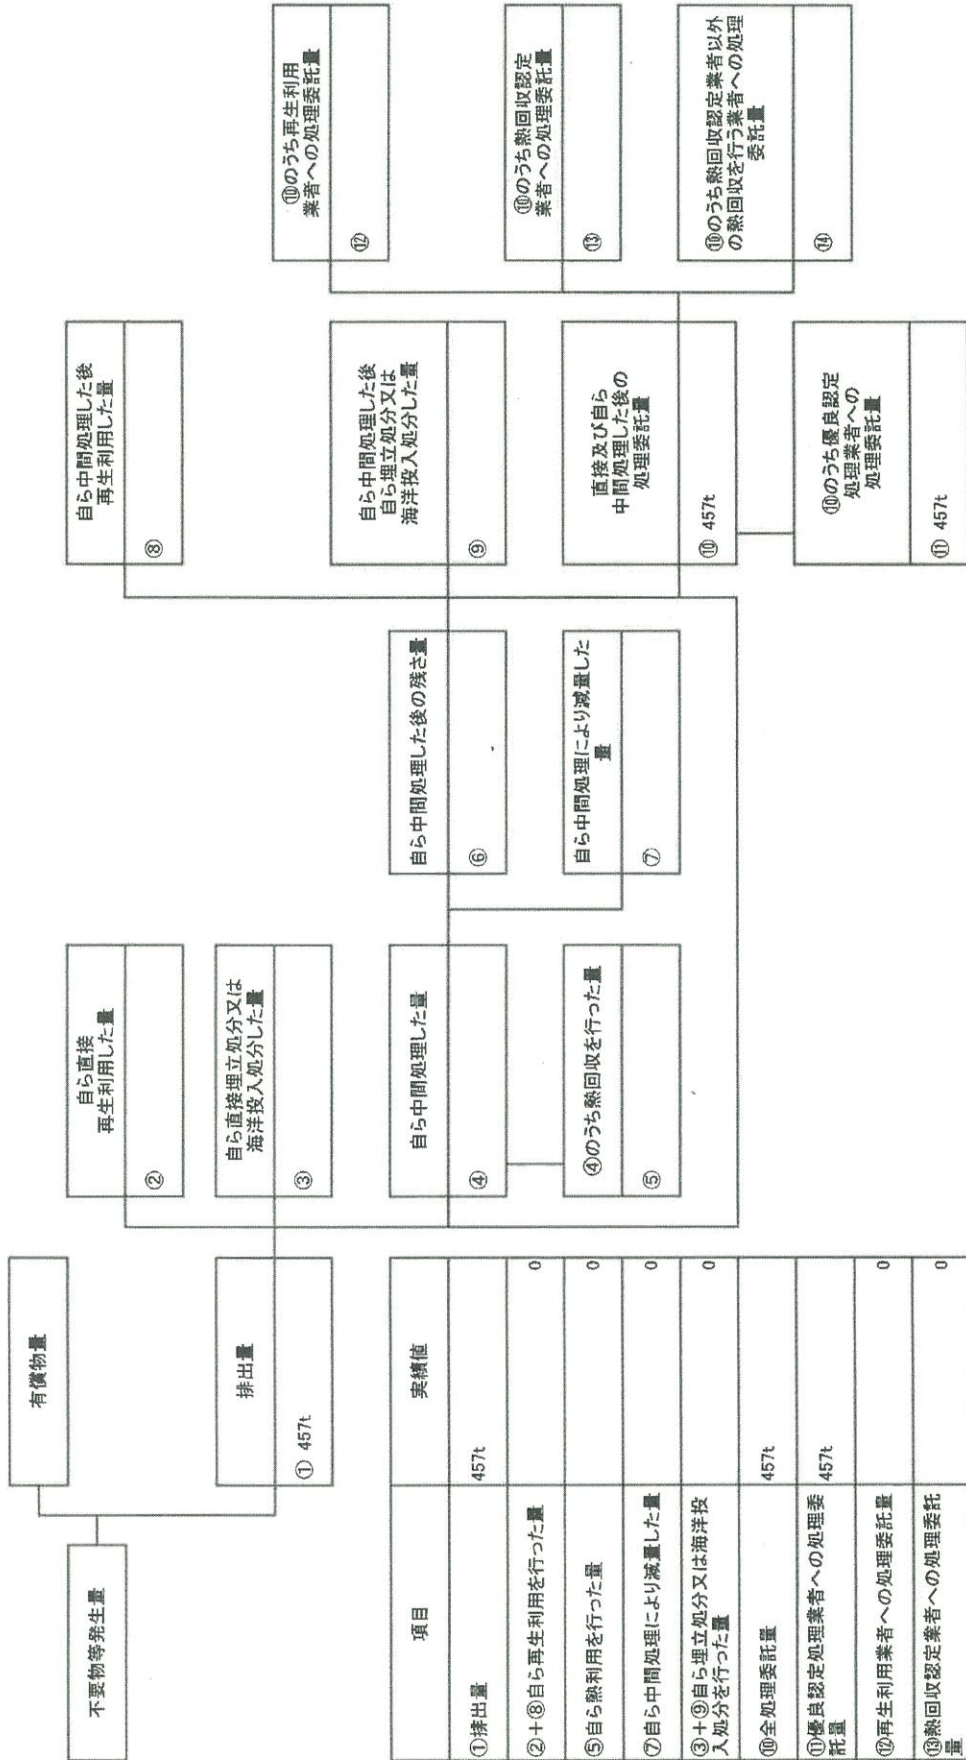 不要物等発生量
有償物量
排出量
① 457t
自ら直接
再生利用した量
②
自ら直接埋立処分又は
海洋投入処分した量
③
自ら中間処理した量
④
④のうち熱回収を行った量
⑤
自ら中間処理した後の残さ量
⑥
自ら中間処理により減量した
量
⑦
自ら中間処理した後
再生利用した量
⑧
自ら中間処理した後
自ら埋立処分又は
海洋投入処分した量
⑨
直接及び自ら
中間処理した後の
処理委託量
⑩ 457t
⑩のうち優良認定
処理業者への
処理委託量
⑪ 457t
⑩のうち再生利用
業者への処理委託量
⑫
⑩のうち熱回収認定
業者への処理委託量
⑬
⑩のうち熱回収認定業者以外
の熱回収を行う業者への処理
委託量
⑭
項目 実績値
①排出量 457t
②+⑧自ら再生利用を行った量 0
⑤自ら熱利用を行った量 0
⑦自ら中間処理により減量した量 0
③+⑨自ら埋立処分又は海洋投
入処分を行った量 0
⑩全処理委託量 457t
⑪優良認定処理業者への処理委
託量 457t
⑫再生利用業者への処理委託量 0
⑬熱回収認定業者への処理委託
量 0